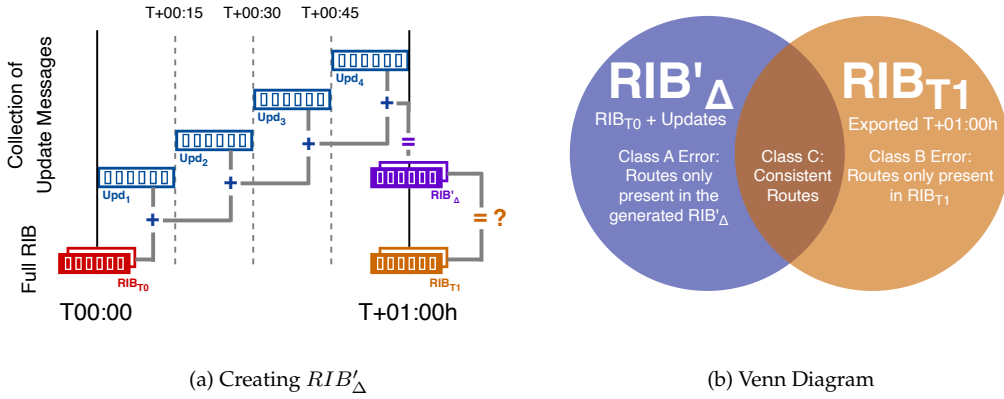 T+00:15 T+00:30 T+00:45
Collection of
Update Messages
Full RIB
Upd4
+
Upd3
+
=
Upd2
+
RIB'Δ
Upd1
+
= ?
RIBT0
RIBT1
T00:00
T+01:00h
(a) Creating RIB'Δ
RIB'Δ
RIBT0 + Updates
Class A Error:
Routes only
present in the
generated RIB'Δ
Class C:
Consistent
Routes
RIBT1
Exported T+01:00h
Class B Error:
Routes only present
in RIBT1
(b) Venn Diagram